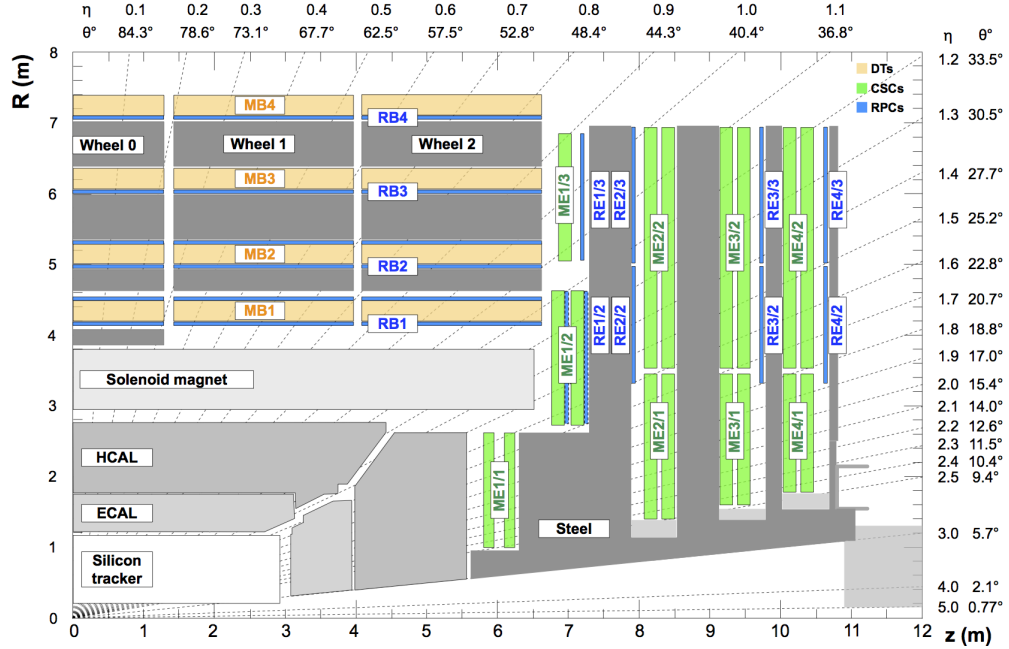 η 0.1 0.2 0.3 0.4 0.5 0.6 0.7 0.8 0.9 1.0 1.1
θ° 84.3° 78.6° 73.1° 67.7° 62.5° 57.5° 52.8° 48.4° 44.3° 40.4° 36.8° η θ°
R (m)
8
7
6
5
4
3
2
1
0
1.2 33.5°
1.3 30.5°
1.4 27.7°
1.5 25.2°
1.6 22.8°
1.7 20.7°
1.8 18.8°
1.9 17.0°
2.0 15.4°
2.1 14.0°
2.2 12.6°
2.3 11.5°
2.4 10.4°
2.5 9.4°
3.0 5.7°
4.0 2.1°
5.0 0.77°
DTs
CSCs
RPCs
MB4
RB4
Wheel 0 Wheel 1 Wheel 2
MB3
RB3
MB2
RB2
MB1
RB1
ME1/3
RE1/3
RE2/3
ME2/2
ME3/2
RE3/3
ME4/2
RE4/3
ME1/2
RE1/2
RE2/2
RE3/2
RE4/2
Solenoid magnet
HCAL
ECAL
Silicon
tracker
ME1/1
ME2/1
ME3/1
ME4/1
Steel
0 1 2 3 4 5 6 7 8 9 10 11 12
z (m)